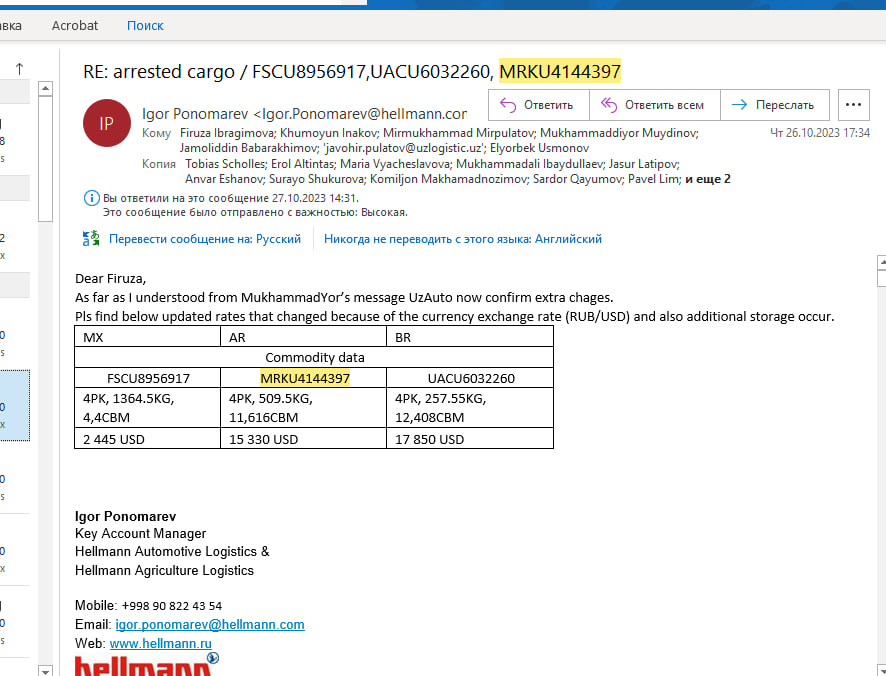 вка Acrobat Поиск
RE: arrested cargo / FSCU8956917,UACU6032260, MRKU4144397
IP
Igor Ponomarev <Igor.Ponomarev@hellmann.cor
Ответить Ответить всем Переслать ...
Кому Firuza Ibragimova; Khumoyun Inakov; Mirmukhammad Mirpulatov; Mukhammaddiyor Muydinov;
Jamoliddin Babarakhimov; 'javohir.pulatov@uzlogistic.uz'; Elyorbek Usmonov
Чт 26.10.2023 17:34
Копия Tobias Scholles; Erol Altintas; Maria Vyacheslavova; Mukhammadali Ibaydullaev; Jasur Latipov;
Anvar Eshanov; Surayo Shukurova; Komiljon Makhamadnozimov; Sardor Qayumov; Pavel Lim; и еще 2
Вы ответили на это сообщение 27.10.2023 14:31.
Это сообщение было отправлено с важностью: Высокая.
Перевести сообщение на: Русский Никогда не переводить с этого языка: Английский
Dear Firuza,
As far as I understood from MukhammadYor's message UzAuto now confirm extra chages.
Pls find below updated rates that changed because of the currency exchange rate (RUB/USD) and also additional storage occur.
MX AR BR
Commodity data
FSCU8956917 MRKU4144397 UACU6032260
4PK, 1364.5KG, 4PK, 509.5KG, 4PK, 257.55KG,
4,4CBM 11,616CBM 12,408CBM
2 445 USD 15 330 USD 17 850 USD
Igor Ponomarev
Key Account Manager
Hellmann Automotive Logistics &
Hellmann Agriculture Logistics
Mobile: +998 90 822 43 54
Email: igor.ponomarev@hellmann.com
Web: www.hellmann.ru
hellmann